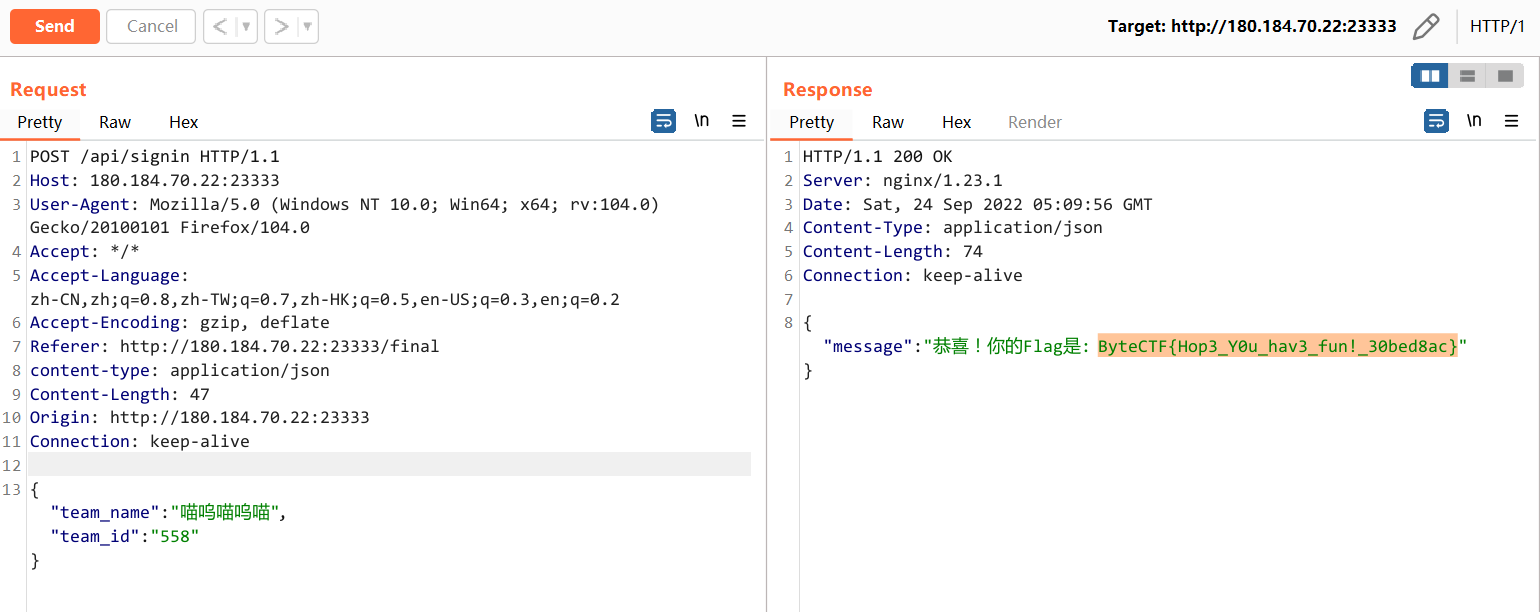 Send
Cancel
Target: http://180.184.70.22:23333
HTTP/1
Request
Pretty
Raw
Hex
\n
1 POST /api/signin HTTP/1.1
2 Host: 180.184.70.22:23333
3 User-Agent: Mozilla/5.0 (Windows NT 10.0; Win64; x64; rv:104.0)
Gecko/20100101 Firefox/104.0
4 Accept: */*
5 Accept-Language:
zh-CN,zh;q=0.8,zh-TW;q=0.7,zh-HK;q=0.5,en-US;q=0.3,en;q=0.2
6 Accept-Encoding: gzip, deflate
7 Referer: http://180.184.70.22:23333/final
8 content-type: application/json
9 Content-Length: 47
10 Origin: http://180.184.70.22:23333
11 Connection: keep-alive
12
13 {
"team_name":"喵呜喵呜喵",
"team_id":"558"
}
Response
Pretty
Raw
Hex
Render
\n
1 HTTP/1.1 200 OK
2 Server: nginx/1.23.1
3 Date: Sat, 24 Sep 2022 05:09:56 GMT
4 Content-Type: application/json
5 Content-Length: 74
6 Connection: keep-alive
7
8 {
"message":"恭喜！你的Flag是: ByteCTF{Hop3_Y0u_hav3_fun!_30bed8ac}"
}